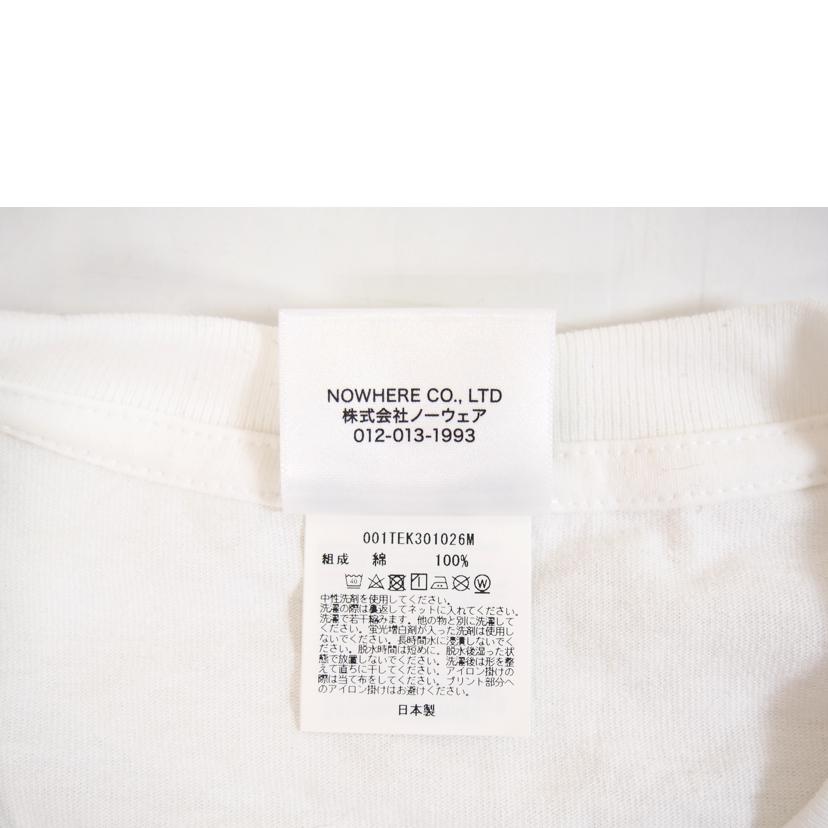 NOWHERE CO., LTD
株式会社ノーウェア
012-013-1993
001TEK301026M
組成 綿 100%
40 W
中性洗剤を使用してください。
洗濯の際は裏返してネットに入れてください。
洗濯で若干縮みます。他の物と別に洗濯して
ください。蛍光増白剤が入った洗剤は使用し
ないでください。長時間水に浸漬しないでく
ださい。脱水時間は短めに。脱水後湿った状
態で放置しないでください。洗濯後は形を整
えて直ちに干してください。アイロン掛けの
際は当て布をしてください。プリント部分へ
のアイロン掛けはお避けください。
日本製